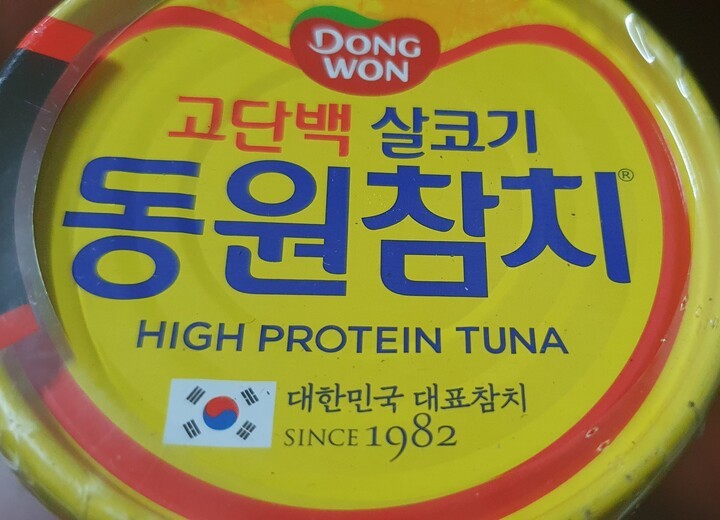 DONG
WON
고단백 살코기
동원참치®
HIGH PROTEIN TUNA
대한민국 대표참치
SINCE 1982